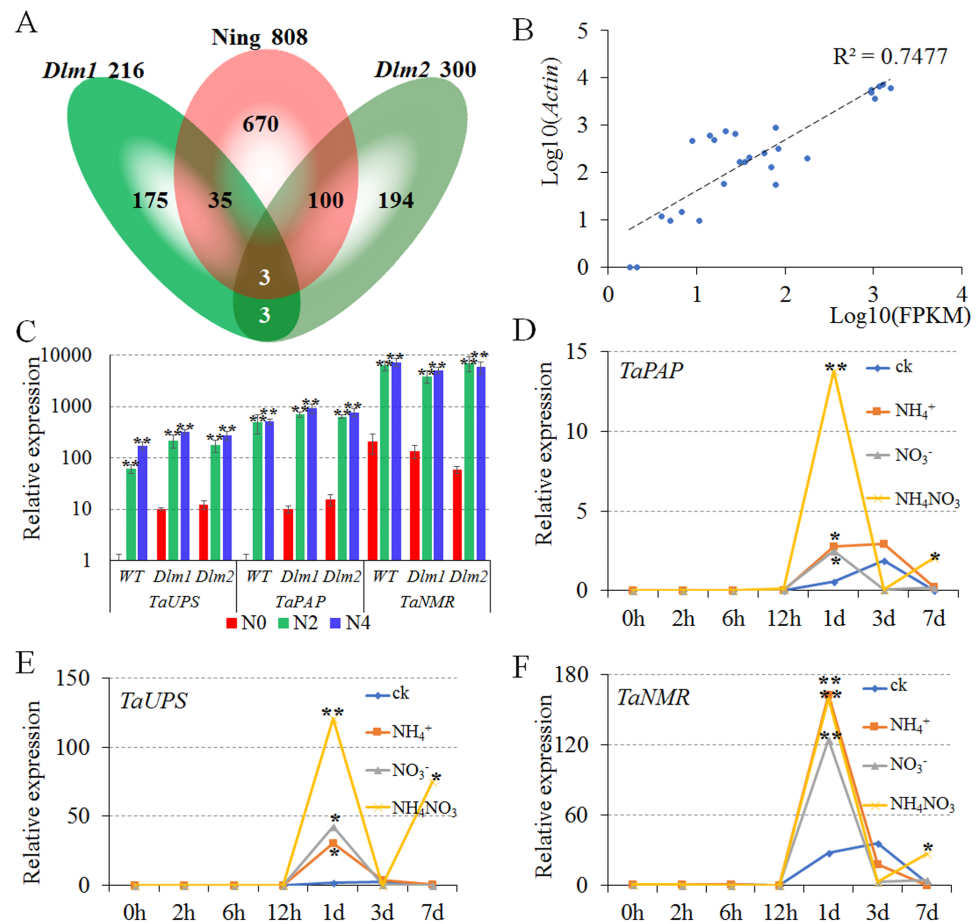 A
Ning 808
Dlm1 216
Dlm2 300
670
175
35
100
194
3
3
B
5
4
3
2
1
0
Log10(Actin)
R² = 0.7477
0 1 2 3 4
Log10(FPKM)
C
10000
1000
100
10
1
Relative expression
** ** ** ** ** ** ** ** ** ** ** ** ** ** ** ** ** **
WT Dlm1 Dlm2 WT Dlm1 Dlm2 WT Dlm1 Dlm2
TaUPS TaPAP TaNMR
N0 N2 N4
D
15
10
5
0
Relative expression
TaPAP
ck
NH₄⁺
NO₃⁻
NH₄NO₃
**
*
*
*
0h 2h 6h 12h 1d 3d 7d
E
150
100
50
0
Relative expression
TaUPS
ck
NH₄⁺
NO₃⁻
NH₄NO₃
**
*
*
*
0h 2h 6h 12h 1d 3d 7d
F
180
120
60
0
Relative expression
TaNMR
ck
NH₄⁺
NO₃⁻
NH₄NO₃
**
**
**
*
0h 2h 6h 12h 1d 3d 7d